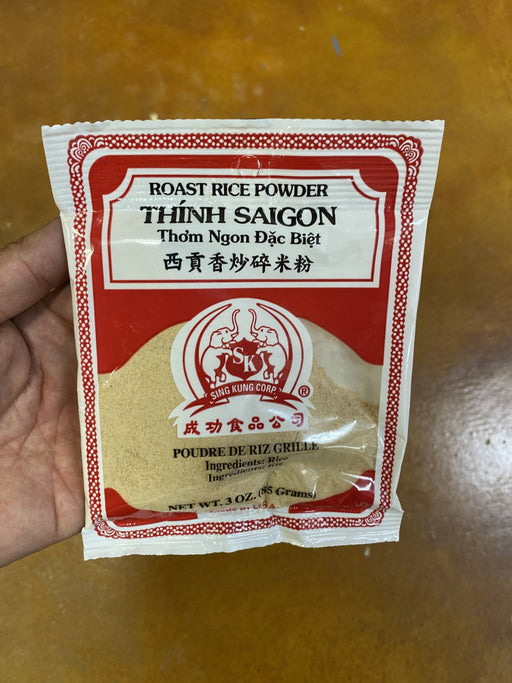 ROAST RICE POWDER
THÍNH SAIGON
Thơm Ngon Đặc Biệt
西貢香炒碎米粉
SK
SING KUNG CORP.
®
成功食品公司
POUDRE DE RIZ GRILLE
Ingredients: Rice
Ingredients: Riz
NET WT. 3 OZ. (85 Grams)